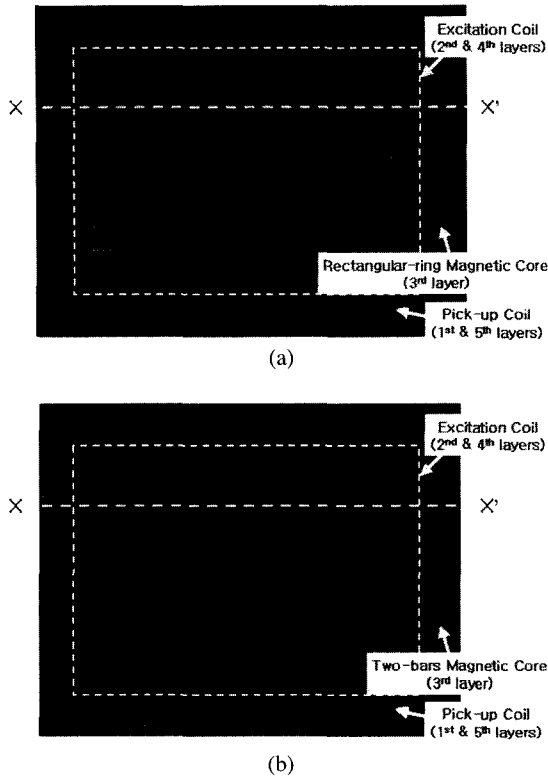 Excitation Coil
(2nd & 4th layers)
X X'
Rectangular-ring Magnetic Core
(3rd layer)
Pick-up Coil
(1st & 5th layers)
(a)
Excitation Coil
(2nd & 4th layers)
X X'
Two-bars Magnetic Core
(3rd layer)
Pick-up Coil
(1st & 5th layers)
(b)